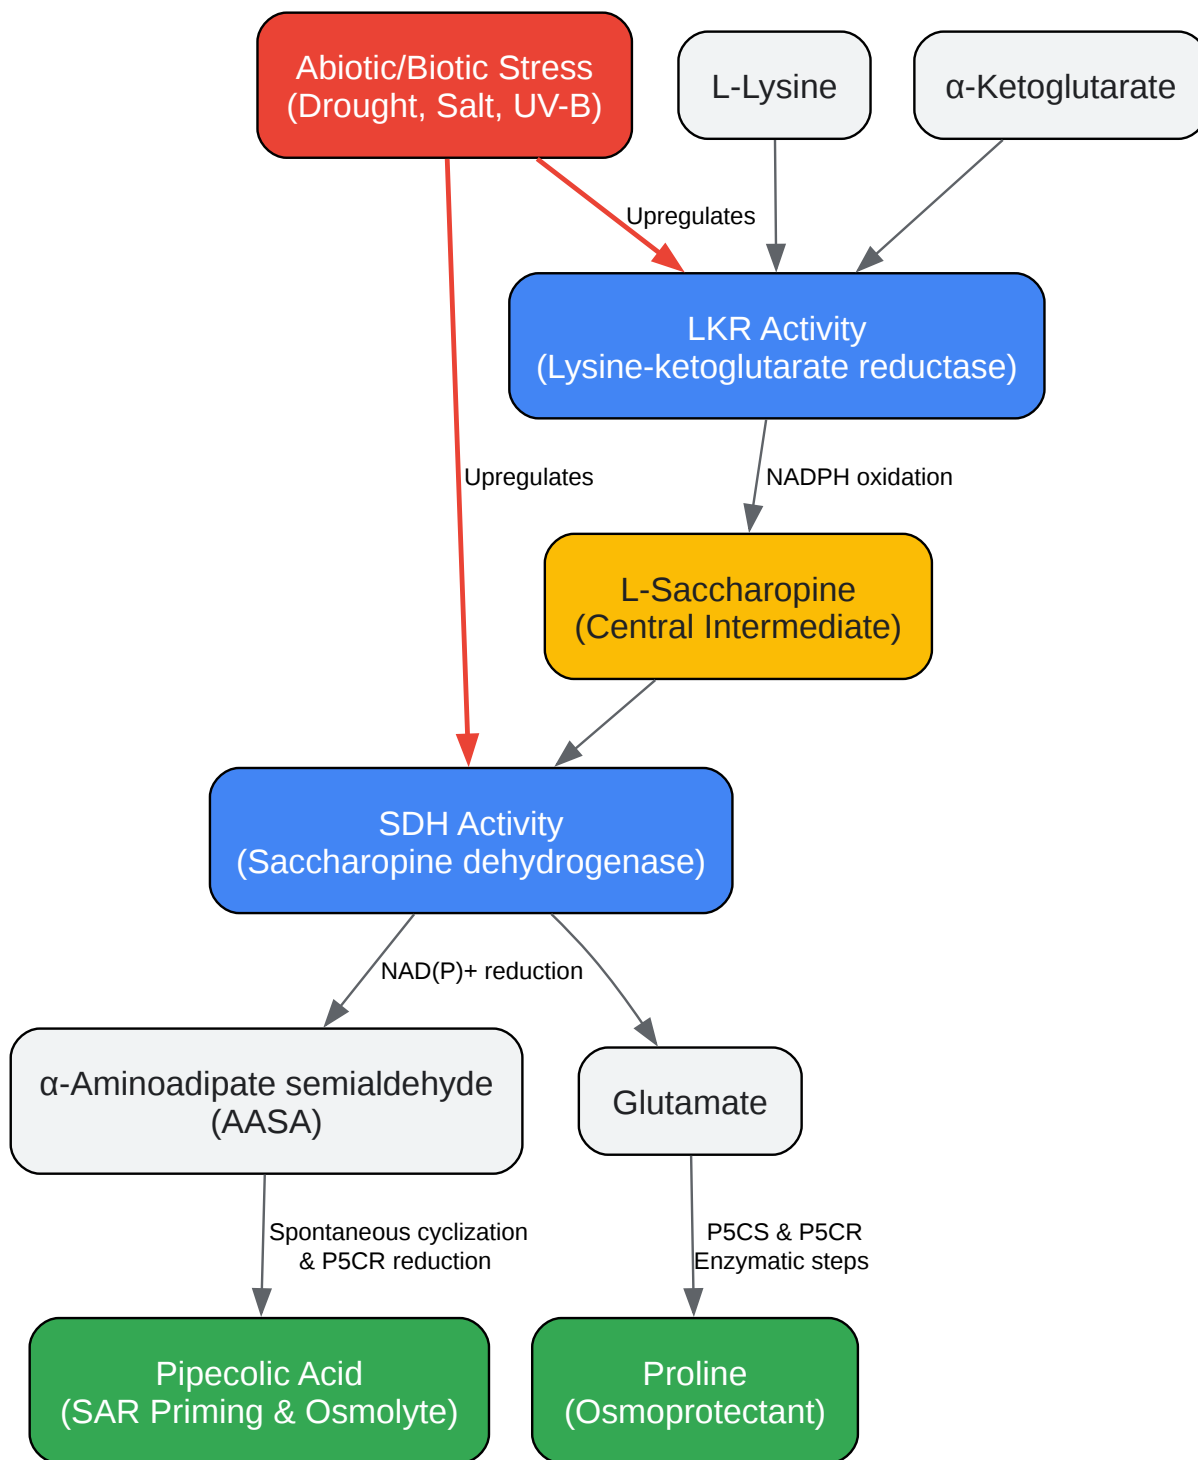 Abiotic/Biotic Stress
(Drought, Salt, UV-B)
L-Lysine
α-Ketoglutarate
Upregulates
LKR Activity
(Lysine-ketoglutarate reductase)
Upregulates
NADPH oxidation
L-Saccharopine
(Central Intermediate)
SDH Activity
(Saccharopine dehydrogenase)
NAD(P)+ reduction
α-Aminoadipate semialdehyde
(AASA)
Glutamate
Spontaneous cyclization
& P5CR reduction
P5CS & P5CR
Enzymatic steps
Pipecolic Acid
(SAR Priming & Osmolyte)
Proline
(Osmoprotectant)